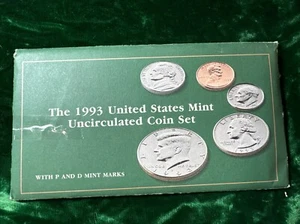 The 1993 United States Mint
Uncirculated Coin Set
WITH P AND D MINT MARKS